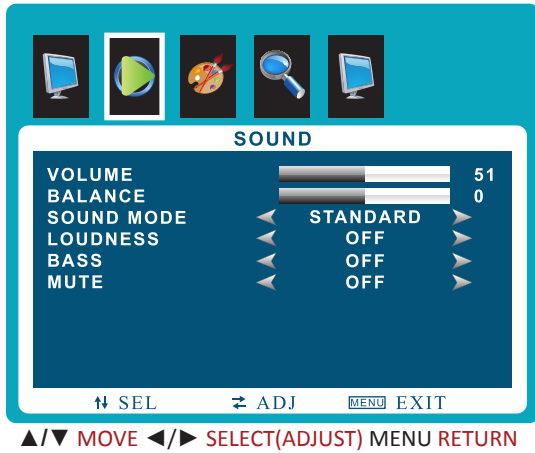 SOUND
VOLUME 51
BALANCE 0
SOUND MODE ◀ STANDARD ▶
LOUDNESS ◀ OFF ▶
BASS ◀ OFF ▶
MUTE ◀ OFF ▶
⇅ SEL ⇄ ADJ MENU EXIT
▲/▼ MOVE ◀/▶ SELECT(ADJUST) MENU RETURN